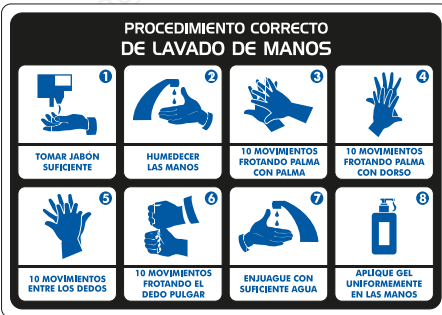 PROCEDIMIENTO CORRECTO
DE LAVADO DE MANOS
1
TOMAR JABÓN
SUFICIENTE
2
HUMEDECER
LAS MANOS
3
10 MOVIMIENTOS
FROTANDO PALMA
CON PALMA
4
10 MOVIMIENTOS
FROTANDO PALMA
CON DORSO
5
10 MOVIMIENTOS
ENTRE LOS DEDOS
6
10 MOVIMIENTOS
FROTANDO EL
DEDO PULGAR
7
ENJUAGUE CON
SUFICIENTE AGUA
8
APLIQUE GEL
UNIFORMEMENTE
EN LAS MANOS